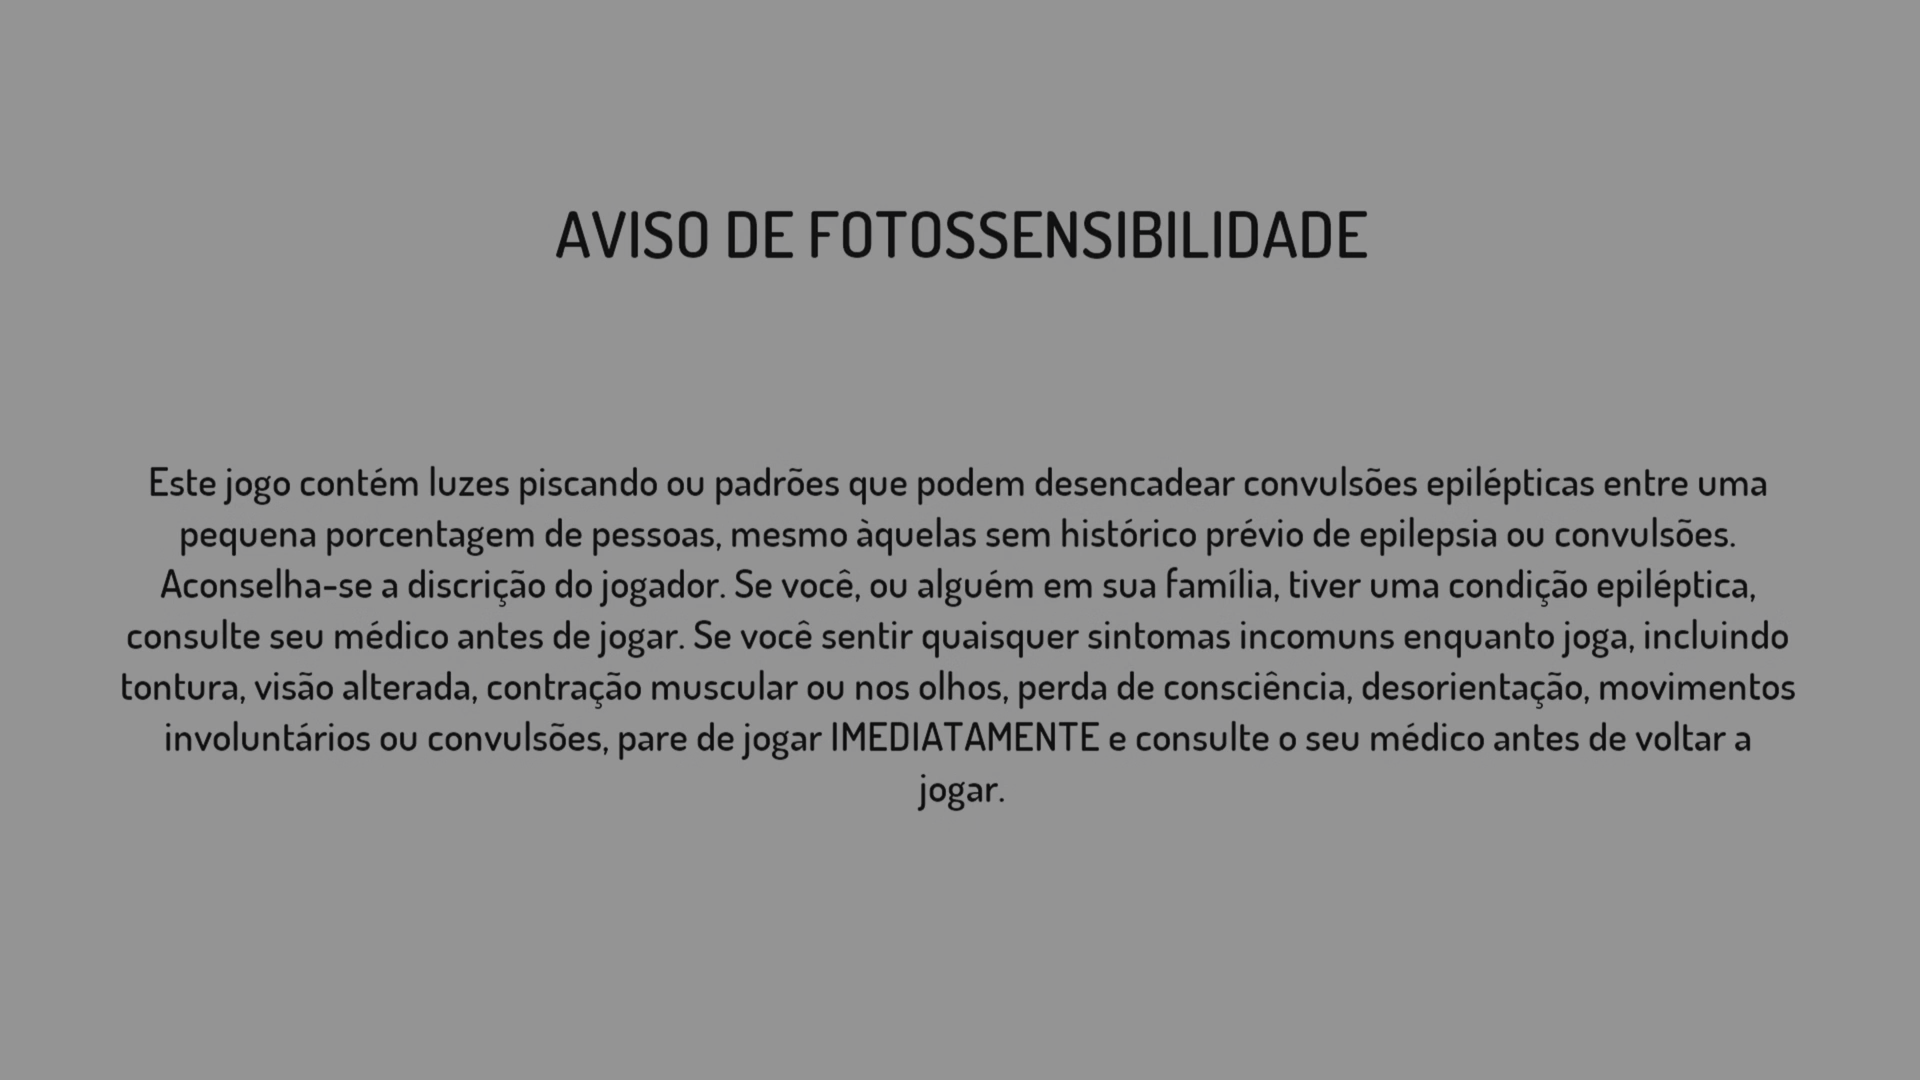 AVISO DE FOTOSSENSIBILIDADE
Este jogo contém luzes piscando ou padrões que podem desencadear convulsões epilépticas entre uma
pequena porcentagem de pessoas, mesmo àquelas sem histórico prévio de epilepsia ou convulsões.
Aconselha-se a discrição do jogador. Se você, ou alguém em sua família, tiver uma condição epiléptica,
consulte seu médico antes de jogar. Se você sentir quaisquer sintomas incomuns enquanto joga, incluindo
tontura, visão alterada, contração muscular ou nos olhos, perda de consciência, desorientação, movimentos
involuntários ou convulsões, pare de jogar IMEDIATAMENTE e consulte o seu médico antes de voltar a
jogar.